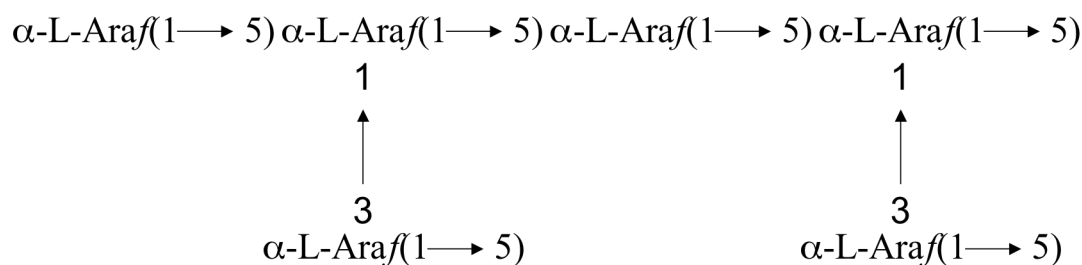 α-L-Araf(1⟶ 5) α-L-Araf(1⟶ 5) α-L-Araf(1⟶ 5) α-L-Araf(1⟶ 5)
1 1
3 3
α-L-Araf(1⟶ 5) α-L-Araf(1⟶ 5)